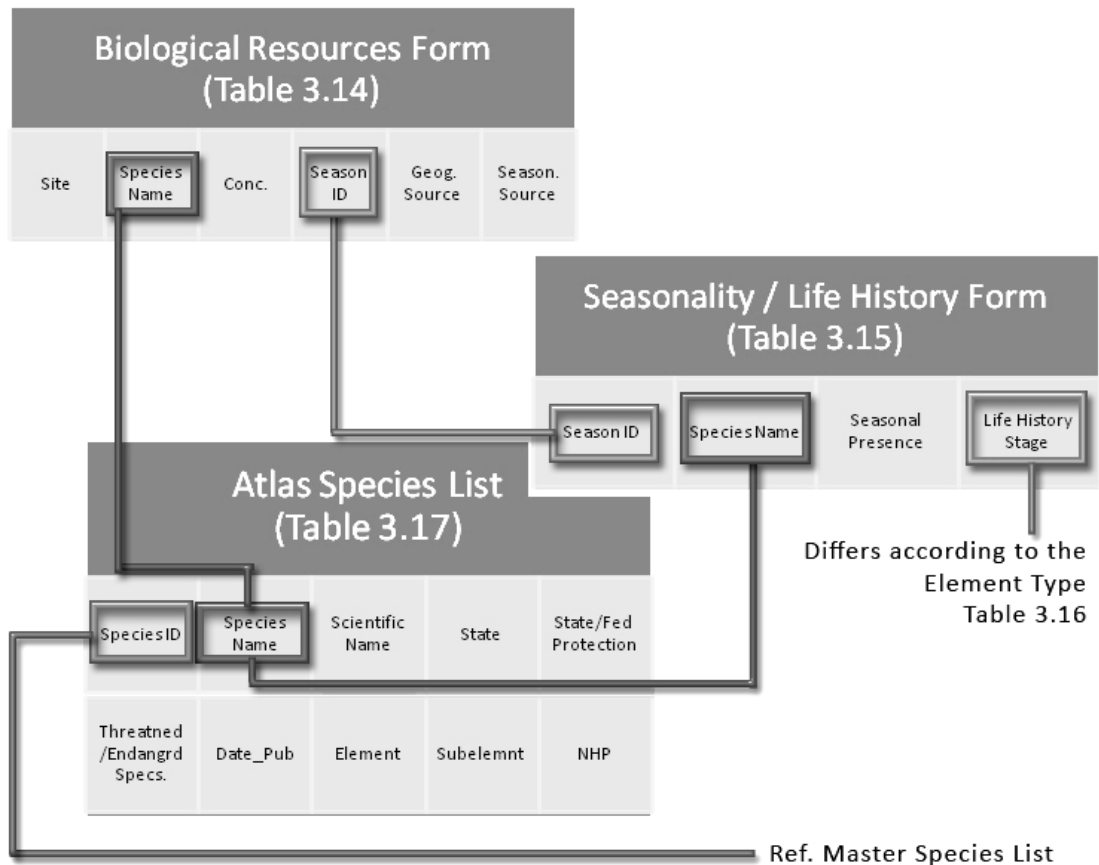 Biological Resources Form
(Table 3.14)
Site
Species
Name
Conc.
Season
ID
Geog.
Source
Season.
Source
Seasonality / Life History Form
(Table 3.15)
Season ID
Species Name
Seasonal
Presence
Life History
Stage
Differs according to the
Element Type
Table 3.16
Atlas Species List
(Table 3.17)
Species ID
Species
Name
Scientific
Name
State
State/Fed
Protection
Threatned
/Endangrd
Specs.
Date_Pub
Element
Subelemnt
NHP
Ref. Master Species List